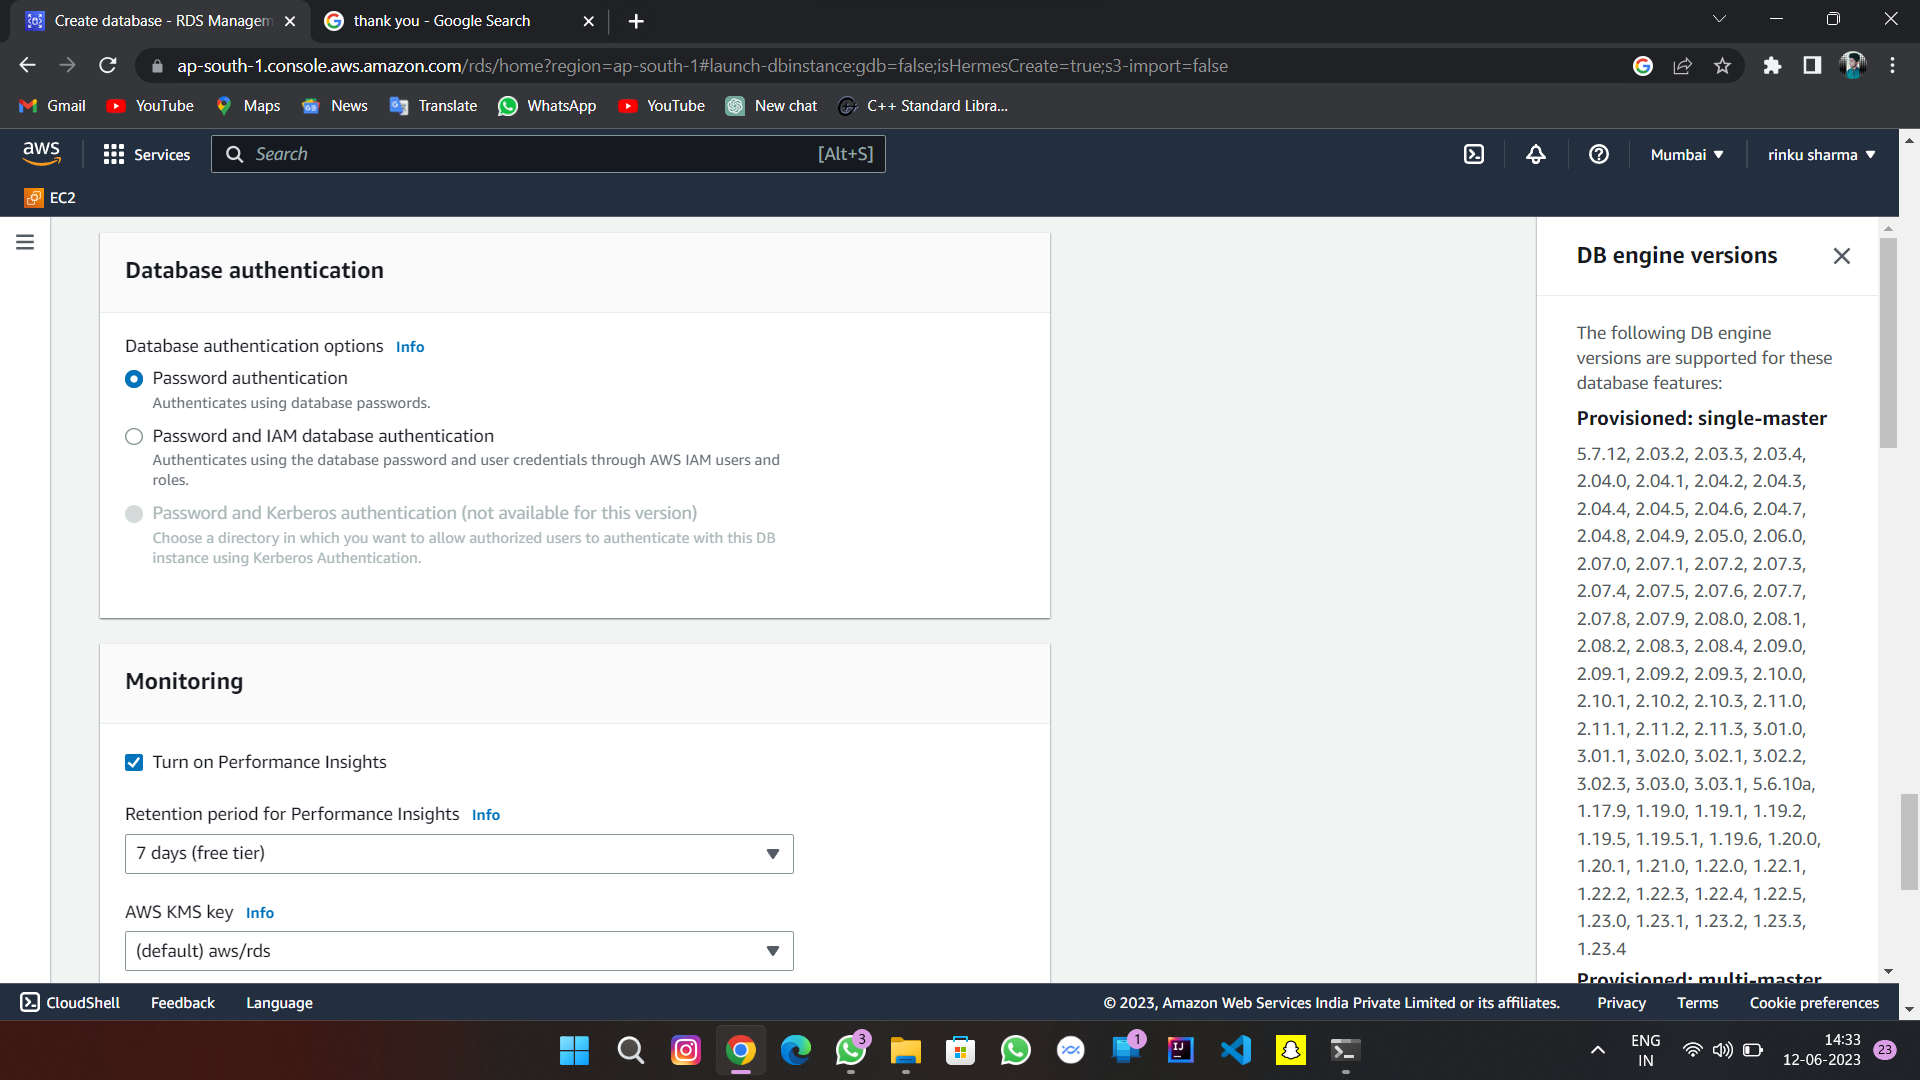 Create database - RDS Managem
thank you - Google Search
ap-south-1.console.aws.amazon.com/rds/home?region=ap-south-1#launch-dbinstance:gdb=false;isHermesCreate=true;s3-import=false
Gmail YouTube Maps News Translate WhatsApp YouTube New chat C++ Standard Libra...
aws Services Search [Alt+S] Mumbai rinku sharma
EC2
Database authentication
Database authentication options Info
Password authentication
Authenticates using database passwords.
Password and IAM database authentication
Authenticates using the database password and user credentials through AWS IAM users and
roles.
Password and Kerberos authentication (not available for this version)
Choose a directory in which you want to allow authorized users to authenticate with this DB
instance using Kerberos Authentication.
Monitoring
Turn on Performance Insights
Retention period for Performance Insights Info
7 days (free tier)
AWS KMS key Info
(default) aws/rds
DB engine versions
The following DB engine
versions are supported for these
database features:
Provisioned: single-master
5.7.12, 2.03.2, 2.03.3, 2.03.4,
2.04.0, 2.04.1, 2.04.2, 2.04.3,
2.04.4, 2.04.5, 2.04.6, 2.04.7,
2.04.8, 2.04.9, 2.05.0, 2.06.0,
2.07.0, 2.07.1, 2.07.2, 2.07.3,
2.07.4, 2.07.5, 2.07.6, 2.07.7,
2.07.8, 2.07.9, 2.08.0, 2.08.1,
2.08.2, 2.08.3, 2.08.4, 2.09.0,
2.09.1, 2.09.2, 2.09.3, 2.10.0,
2.10.1, 2.10.2, 2.10.3, 2.11.0,
2.11.1, 2.11.2, 2.11.3, 3.01.0,
3.01.1, 3.02.0, 3.02.1, 3.02.2,
3.02.3, 3.03.0, 3.03.1, 5.6.10a,
1.17.9, 1.19.0, 1.19.1, 1.19.2,
1.19.5, 1.19.5.1, 1.19.6, 1.20.0,
1.20.1, 1.21.0, 1.22.0, 1.22.1,
1.22.2, 1.22.3, 1.22.4, 1.22.5,
1.23.0, 1.23.1, 1.23.2, 1.23.3,
1.23.4
Provisioned: multi-master
CloudShell Feedback Language © 2023, Amazon Web Services India Private Limited or its affiliates. Privacy Terms Cookie preferences
3
1
IJ
ENG
IN
14:33
12-06-2023
23